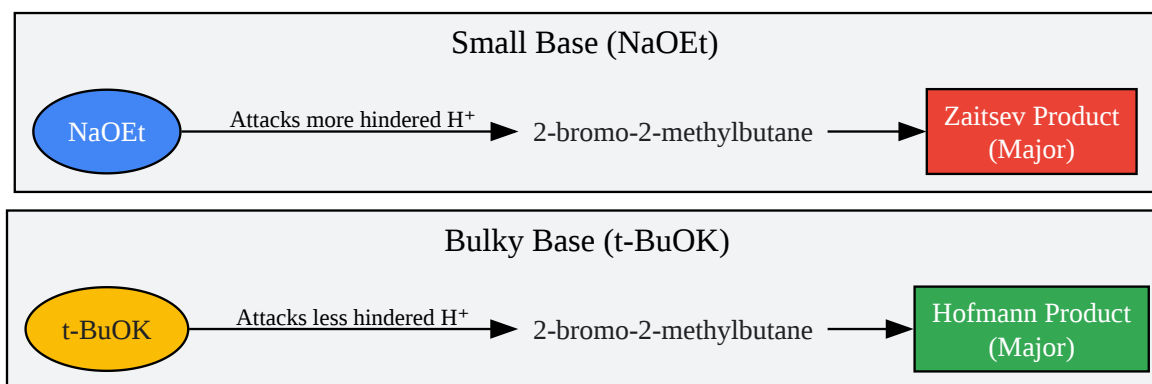 Small Base (NaOEt)
NaOEt
Attacks more hindered H⁺
2-bromo-2-methylbutane
Zaitsev Product
(Major)
Bulky Base (t-BuOK)
t-BuOK
Attacks less hindered H⁺
2-bromo-2-methylbutane
Hofmann Product
(Major)